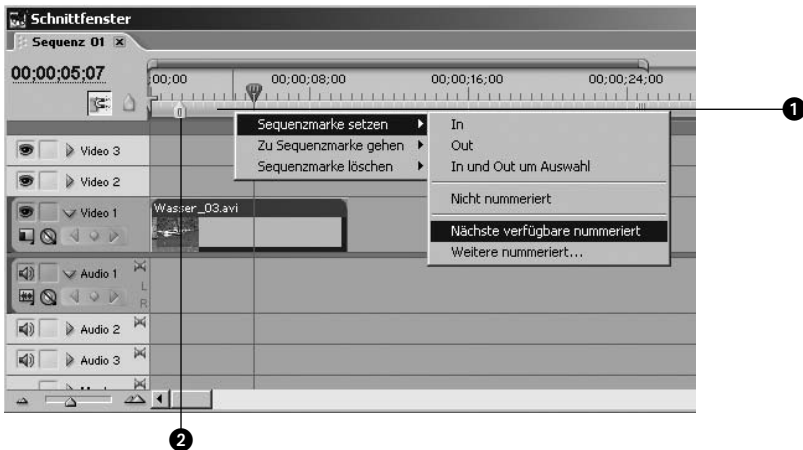 Schnittfenster
Sequenz 01
00;00;05;07
00;00 00;00;08;00 00;00;16;00 00;00;24;00
1
Sequenzmarke setzen
In
Zu Sequenzmarke gehen
Out
Sequenzmarke löschen
In und Out um Auswahl
Video 3
Video 2
Nicht nummeriert
Video 1
Wasser_03.avi
0
Nächste verfügbare nummeriert
Weitere nummeriert...
Audio 1
L
R
Audio 2
Audio 3
2